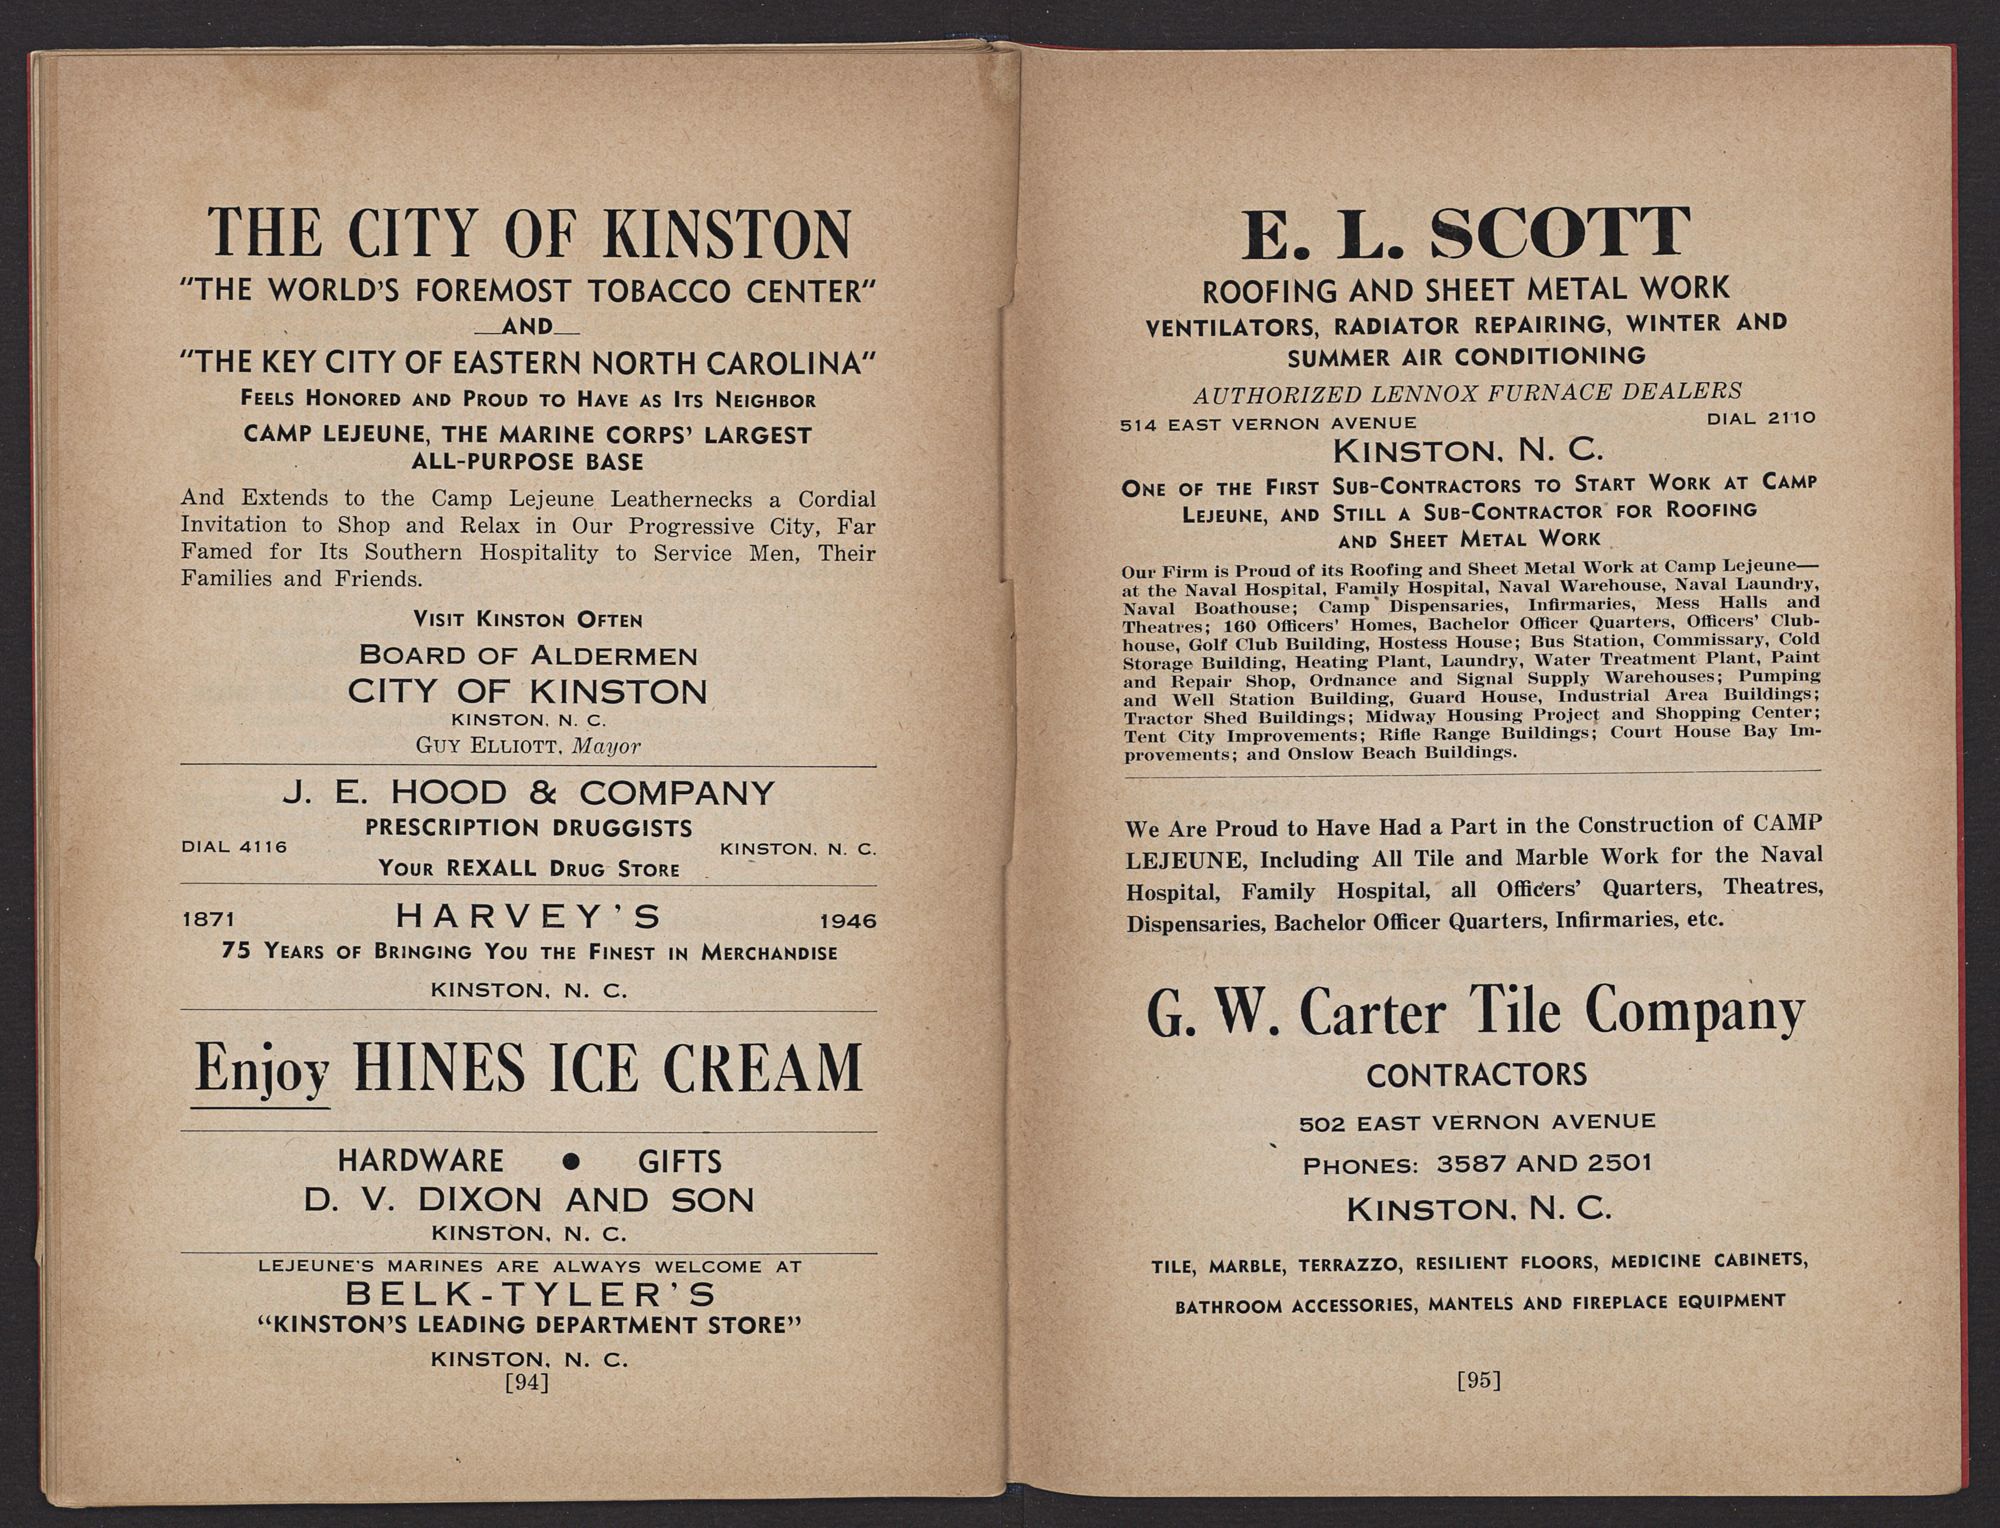 THE CITY OF KINSTON
"THE WORLD'S FOREMOST TOBACCO CENTER"
—AND—
"THE KEY CITY OF EASTERN NORTH CAROLINA"
FEELS HONORED AND PROUD TO HAVE AS ITS NEIGHBOR
CAMP LEJEUNE, THE MARINE CORPS' LARGEST
ALL-PURPOSE BASE
And Extends to the Camp Lejeune Leathernecks a Cordial
Invitation to Shop and Relax in Our Progressive City, Far
Famed for Its Southern Hospitality to Service Men, Their
Families and Friends.
VISIT KINSTON OFTEN
BOARD OF ALDERMEN
CITY OF KINSTON
KINSTON, N. C.
GUY ELLIOTT, Mayor
J. E. HOOD & COMPANY
PRESCRIPTION DRUGGISTS
DIAL 4116 KINSTON, N. C.
YOUR REXALL DRUG STORE
1871 HARVEY'S 1946
75 YEARS OF BRINGING YOU THE FINEST IN MERCHANDISE
KINSTON, N. C.
Enjoy HINES ICE CREAM
HARDWARE ● GIFTS
D. V. DIXON AND SON
KINSTON, N. C.
LEJEUNE'S MARINES ARE ALWAYS WELCOME AT
BELK-TYLER'S
"KINSTON'S LEADING DEPARTMENT STORE"
KINSTON, N. C.
[94]
E. L. SCOTT
ROOFING AND SHEET METAL WORK
VENTILATORS, RADIATOR REPAIRING, WINTER AND
SUMMER AIR CONDITIONING
AUTHORIZED LENNOX FURNACE DEALERS
514 EAST VERNON AVENUE DIAL 2110
KINSTON, N. C.
ONE OF THE FIRST SUB-CONTRACTORS TO START WORK AT CAMP
LEJEUNE, AND STILL A SUB-CONTRACTOR FOR ROOFING
AND SHEET METAL WORK
Our Firm is Proud of its Roofing and Sheet Metal Work at Camp Lejeune—
at the Naval Hospital, Family Hospital, Naval Warehouse, Naval Laundry,
Naval Boathouse; Camp Dispensaries, Infirmaries, Mess Halls and
Theatres; 160 Officers' Homes, Bachelor Officer Quarters, Officers' Club-
house, Golf Club Building, Hostess House; Bus Station, Commissary, Cold
Storage Building, Heating Plant, Laundry, Water Treatment Plant, Paint
and Repair Shop, Ordnance and Signal Supply Warehouses; Pumping
and Well Station Building, Guard House, Industrial Area Buildings;
Tractor Shed Buildings; Midway Housing Project and Shopping Center;
Tent City Improvements; Rifle Range Buildings; Court House Bay Im-
provements; and Onslow Beach Buildings.
We Are Proud to Have Had a Part in the Construction of CAMP
LEJEUNE, Including All Tile and Marble Work for the Naval
Hospital, Family Hospital, all Officers' Quarters, Theatres,
Dispensaries, Bachelor Officer Quarters, Infirmaries, etc.
G. W. Carter Tile Company
CONTRACTORS
502 EAST VERNON AVENUE
PHONES: 3587 AND 2501
KINSTON, N. C.
TILE, MARBLE, TERRAZZO, RESILIENT FLOORS, MEDICINE CABINETS,
BATHROOM ACCESSORIES, MANTELS AND FIREPLACE EQUIPMENT
[95]